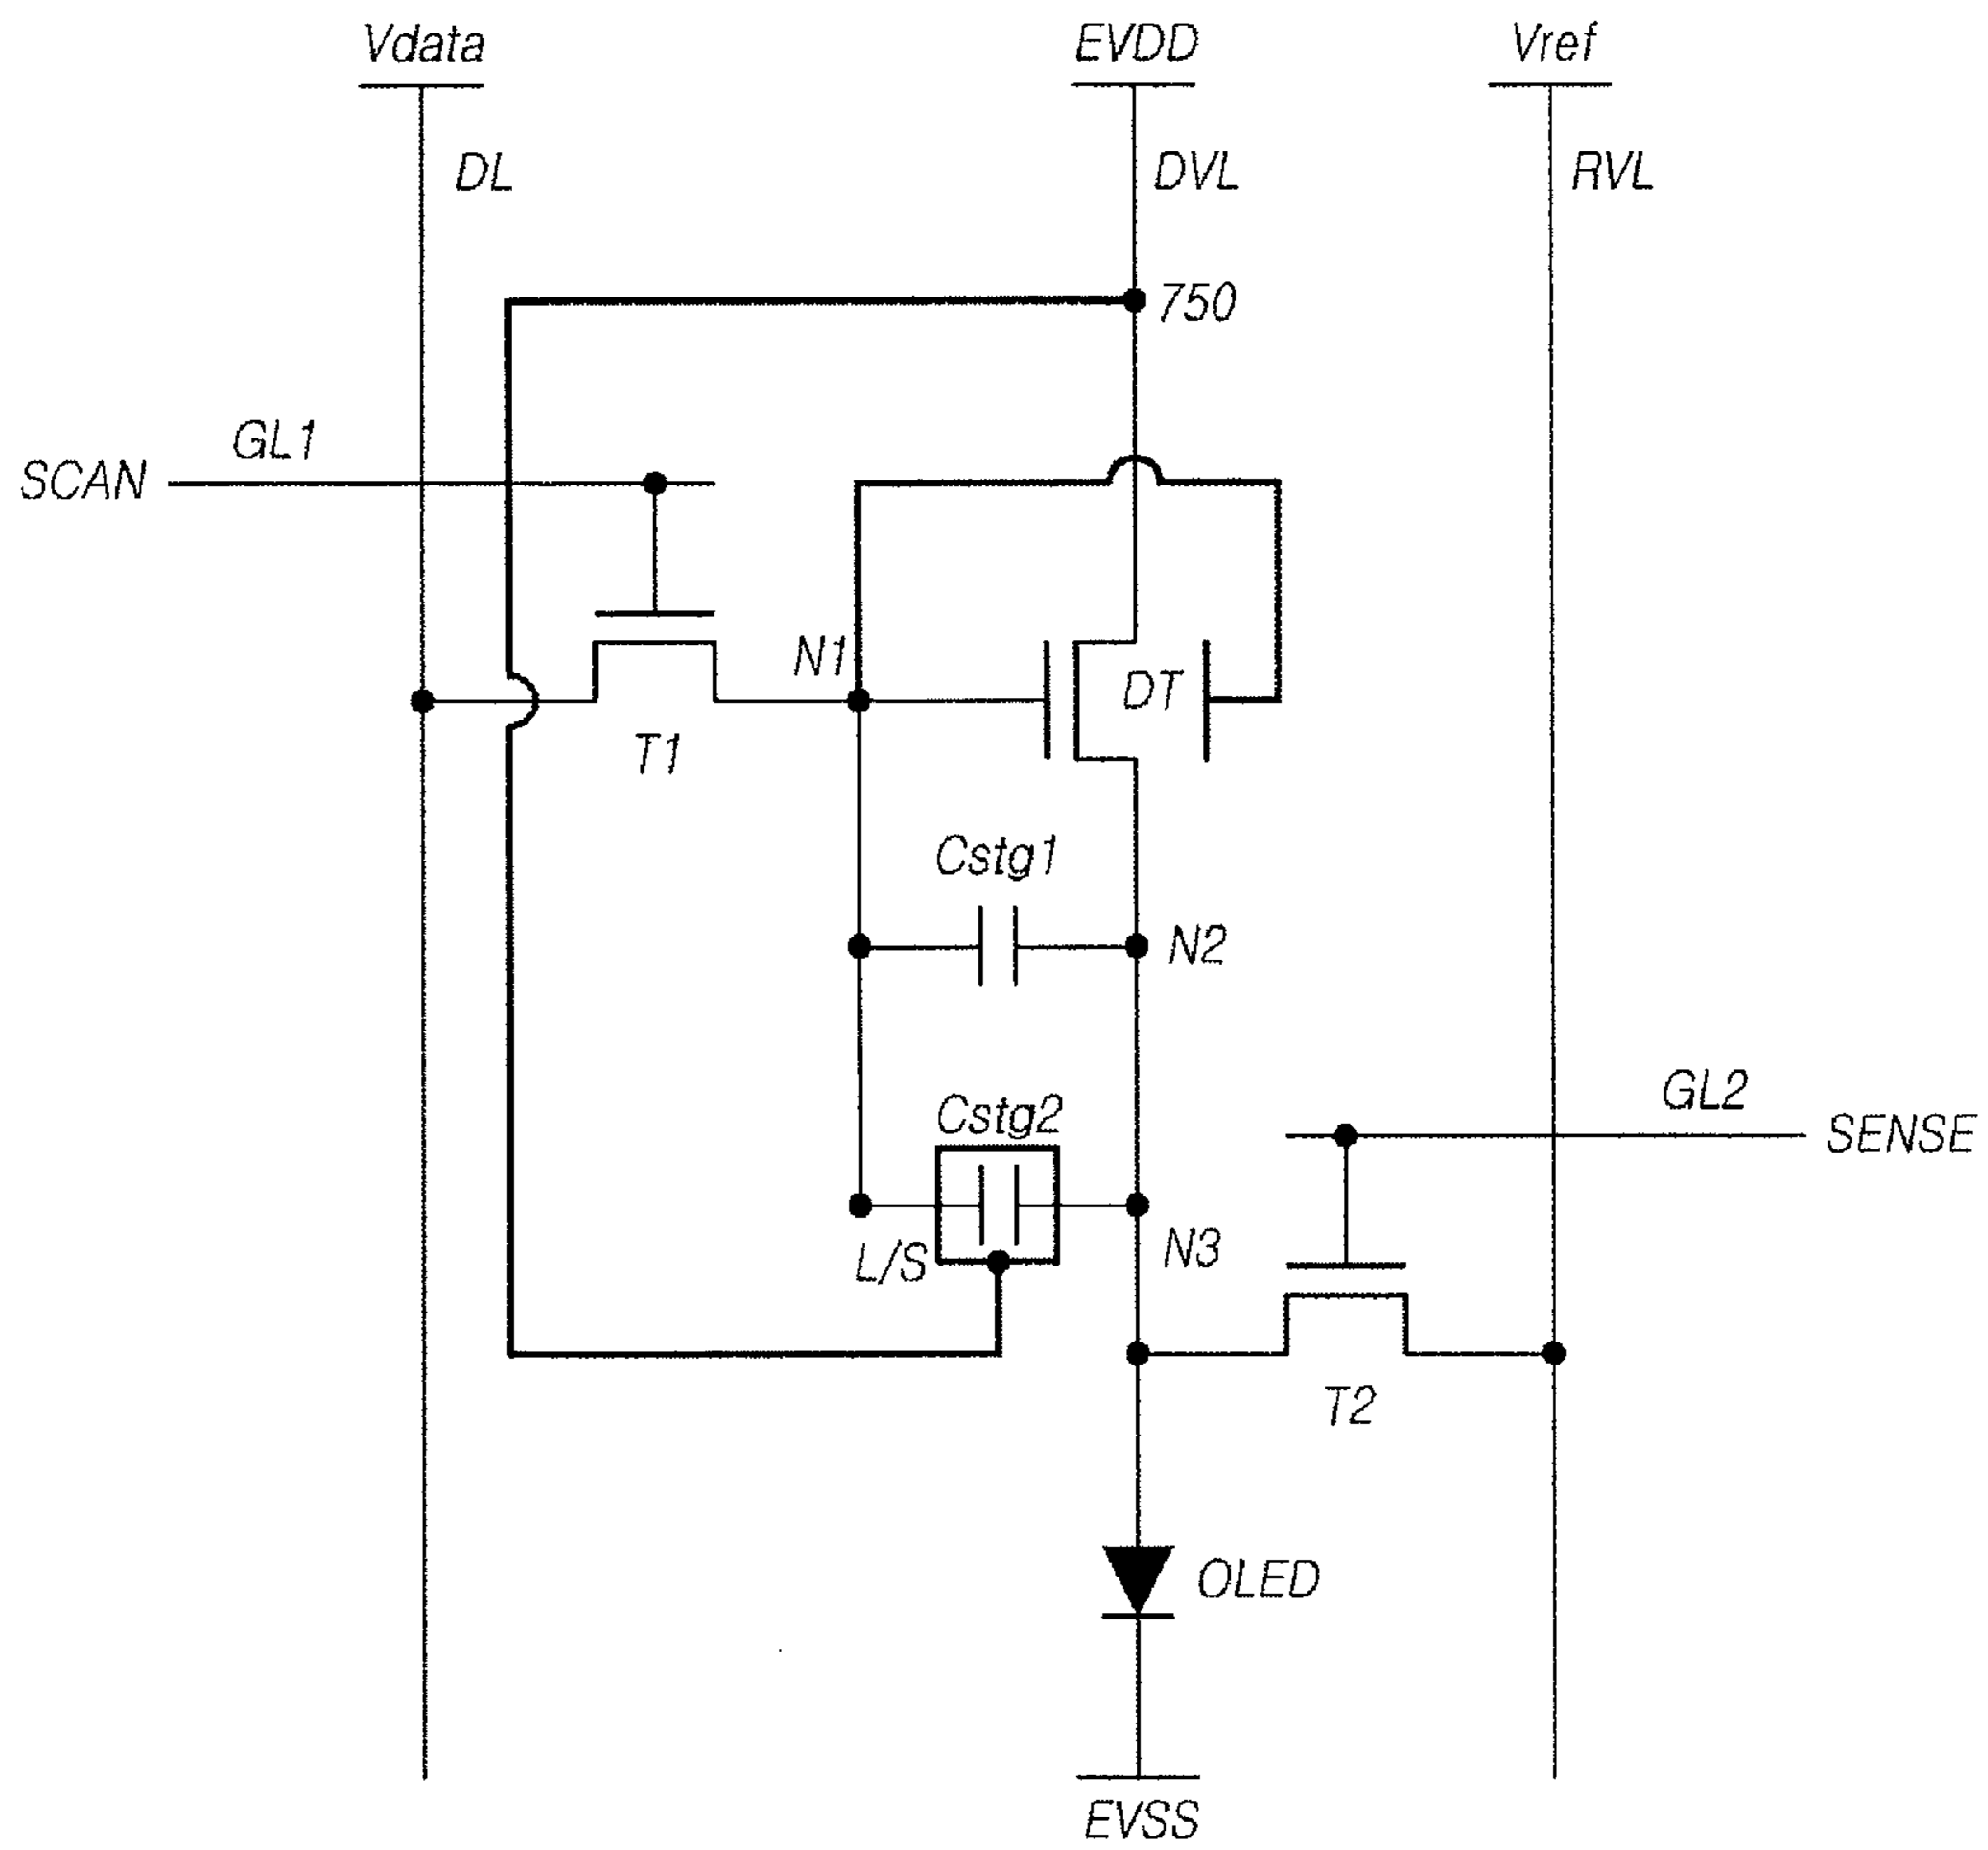 Vdata
EVDD
Vref
DL
DVL
RVL
750
GL1
SCAN
N1
DT
T1
Cstg1
N2
GL2
Cstg2
SENSE
N3
L/S
T2
OLED
EVSS